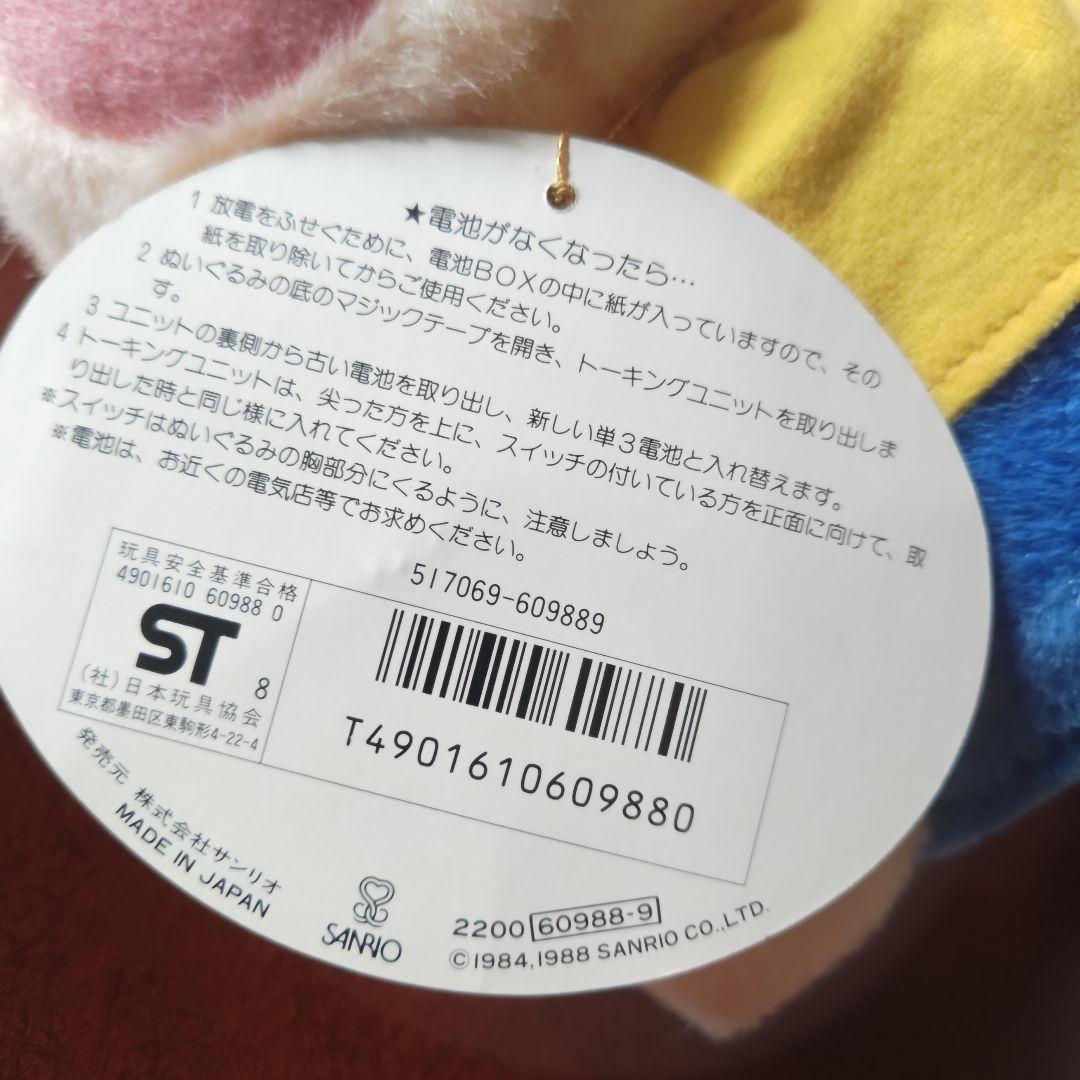 ★電池がなくなったら…
1 放電をふせぐために、電池BOXの中に紙が入っていますので、その
紙を取り除いてからご使用ください。
2 ぬいぐるみの底のマジックテープを開き、トーキングユニットを取り出しま
す。
3 ユニットの裏側から古い電池を取り出し、新しい単3電池と入れ替えます。
4 トーキングユニットは、尖った方を上に、スイッチの付いている方を正面に向けて、取
り出した時と同じ様に入れてください。
※スイッチはぬいぐるみの胸部分にくるように、注意しましょう。
※電池は、お近くの電気店等でお求めください。
玩具安全基準合格
4901610 60988 0
ST 8
(社)日本玩具協会
東京都墨田区東駒形4-22-4
517069-609889
T4901610609880
発売元 株式会社サンリオ
MADE IN JAPAN
SANRIO
2200 60988-9
©1984,1988 SANRIO CO.,LTD.